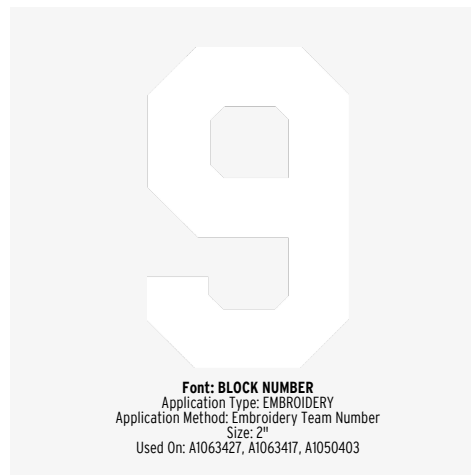 9
Font: BLOCK NUMBER
Application Type: EMBROIDERY
Application Method: Embroidery Team Number
Size: 2"
Used On: A1063427, A1063417, A1050403